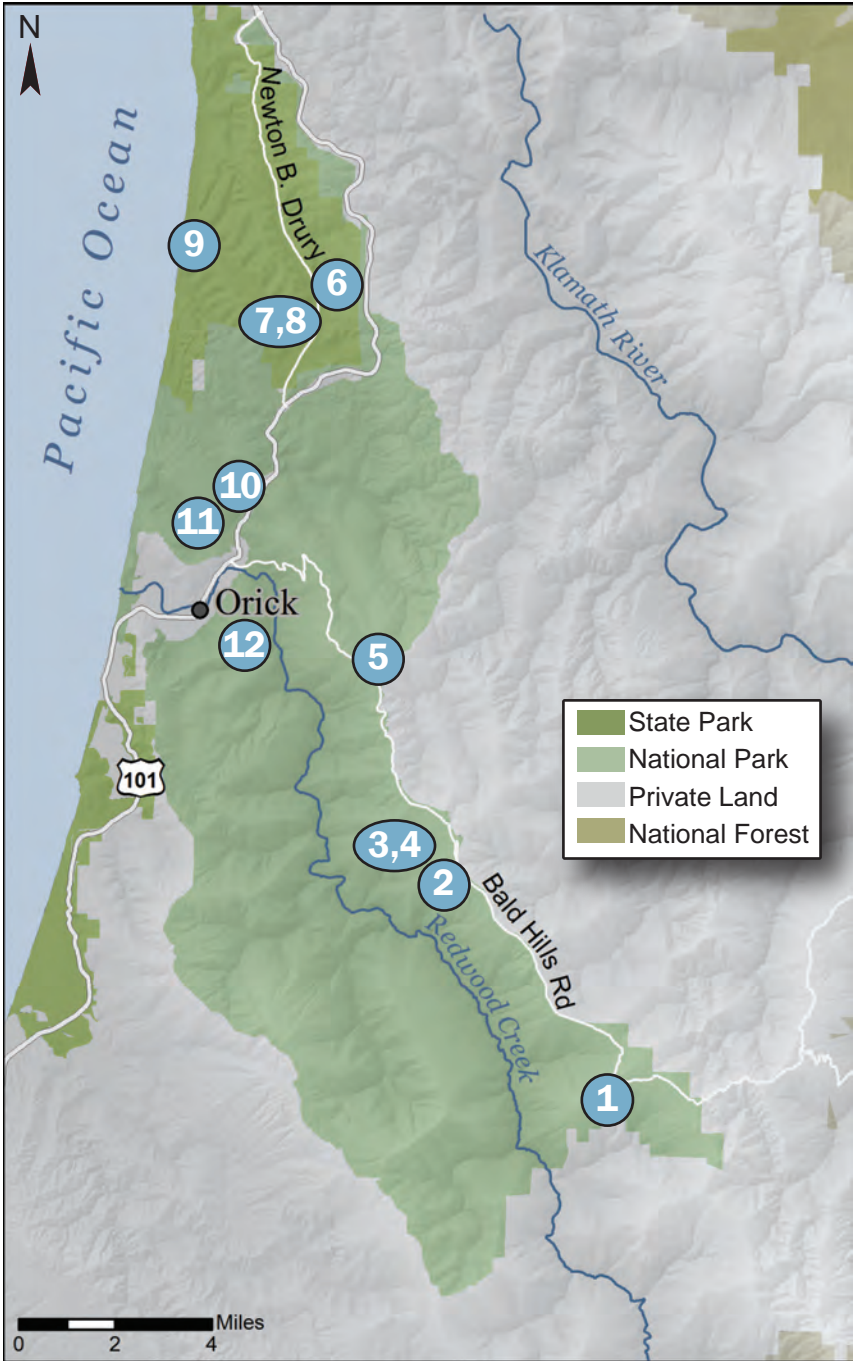 N
Pacific Ocean
Newton B. Drury
9
6
7,8
Klamath River
10
11
Orick
12
5
State Park
National Park
Private Land
National Forest
101
3,4
2
Bald Hills Rd
Redwood Creek
1
Miles
0 2 4